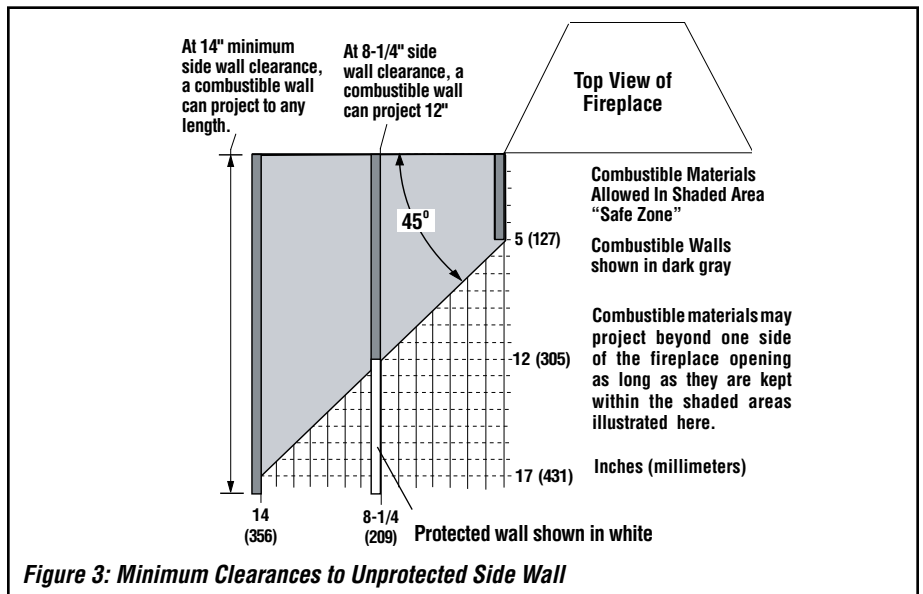 At 14" minimum
side wall clearance,
a combustible wall
can project to any
length.
At 8-1/4" side
wall clearance, a
combustible wall
can project 12"
Top View of
Fireplace
Combustible Materials
Allowed In Shaded Area
“Safe Zone”
45°
5 (127)
Combustible Walls
shown in dark gray
Combustible materials may
project beyond one side
of the fireplace opening
as long as they are kept
within the shaded areas
illustrated here.
12 (305)
Inches (millimeters)
17 (431)
14
(356)
8-1/4
(209)
Protected wall shown in white
Figure 3: Minimum Clearances to Unprotected Side Wall